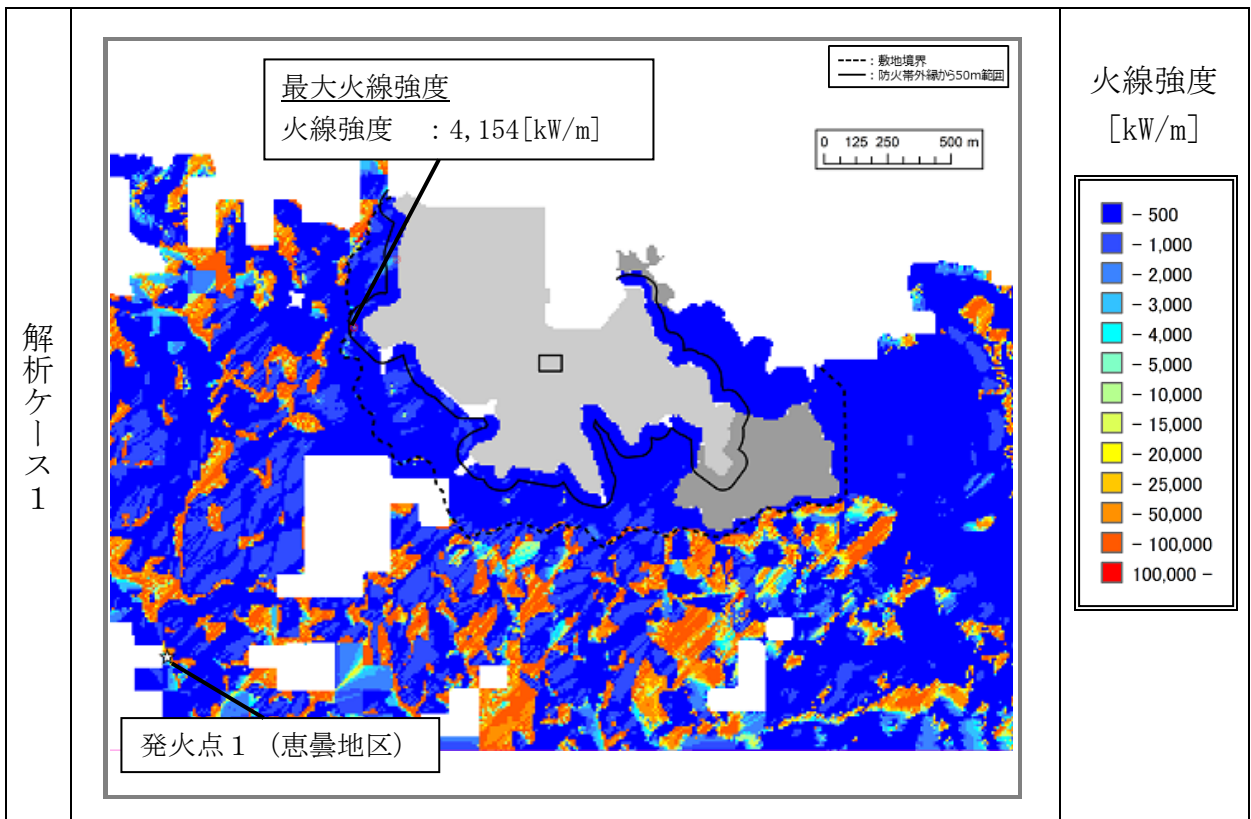 解析ケース1
最大火線強度
火線強度 :4,154[kW/m]
---- : 敷地境界
―― : 防火帯外縁から50m範囲
0 125 250 500 m
発火点1 (恵曇地区)
火線強度
[kW/m]
- 500
- 1,000
- 2,000
- 3,000
- 4,000
- 5,000
- 10,000
- 15,000
- 20,000
- 25,000
- 50,000
- 100,000
100,000 -